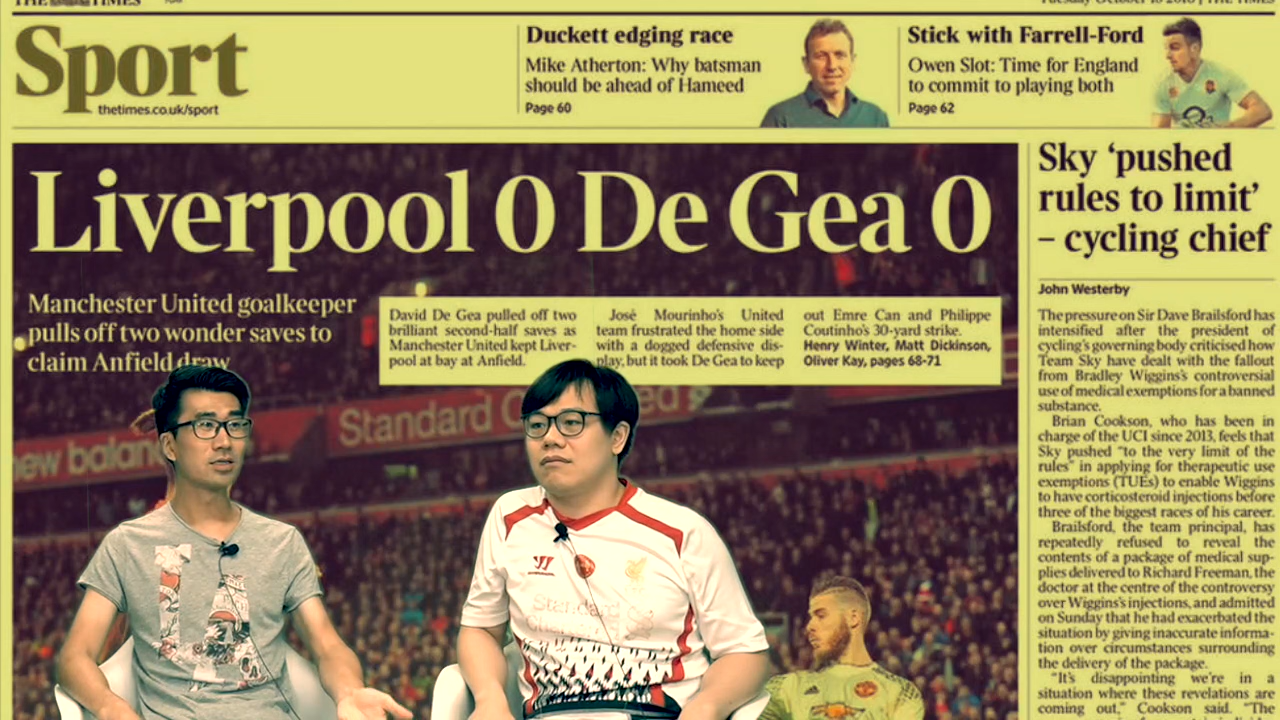 THE TIMES
Tuesday October 18 2016 | THE TIMES
Sport
thetimes.co.uk/sport
Duckett edging race
Mike Atherton: Why batsman
should be ahead of Hameed
Page 60
Stick with Farrell-Ford
Owen Slot: Time for England
to commit to playing both
Page 62
Liverpool 0 De Gea 0
Manchester United goalkeeper
pulls off two wonder saves to
claim Anfield draw
David De Gea pulled off two
brilliant second-half saves as
Manchester United kept Liver-
pool at bay at Anfield.
José Mourinho's United
team frustrated the home side
with a dogged defensive dis-
play, but it took De Gea to keep
out Emre Can and Philippe
Coutinho's 30-yard strike.
Henry Winter, Matt Dickinson,
Oliver Kay, pages 68-71
Sky ‘pushed
rules to limit’
– cycling chief
John Westerby
The pressure on Sir Dave Brailsford has
intensified after the president of
cycling's governing body criticised how
Team Sky have dealt with the fallout
from Bradley Wiggins's controversial
use of medical exemptions for a banned
substance.
Brian Cookson, who has been in
charge of the UCI since 2013, feels that
Sky pushed “to the very limit of the
rules” in applying for therapeutic use
exemptions (TUEs) to enable Wiggins
to have corticosteroid injections before
three of the biggest races of his career.
Brailsford, the team principal, has
repeatedly refused to reveal the
contents of a package of medical sup-
plies delivered to Richard Freeman, the
doctor at the centre of the controversy
over Wiggins's injections, and admitted
on Sunday that he had exacerbated the
situation by giving inaccurate informa-
tion over circumstances surrounding
the delivery of the package.
“It's disappointing we're in a
situation where these revelations are
coming out,” Cookson said. “The
new balance
Standard C ed
LA
Standard